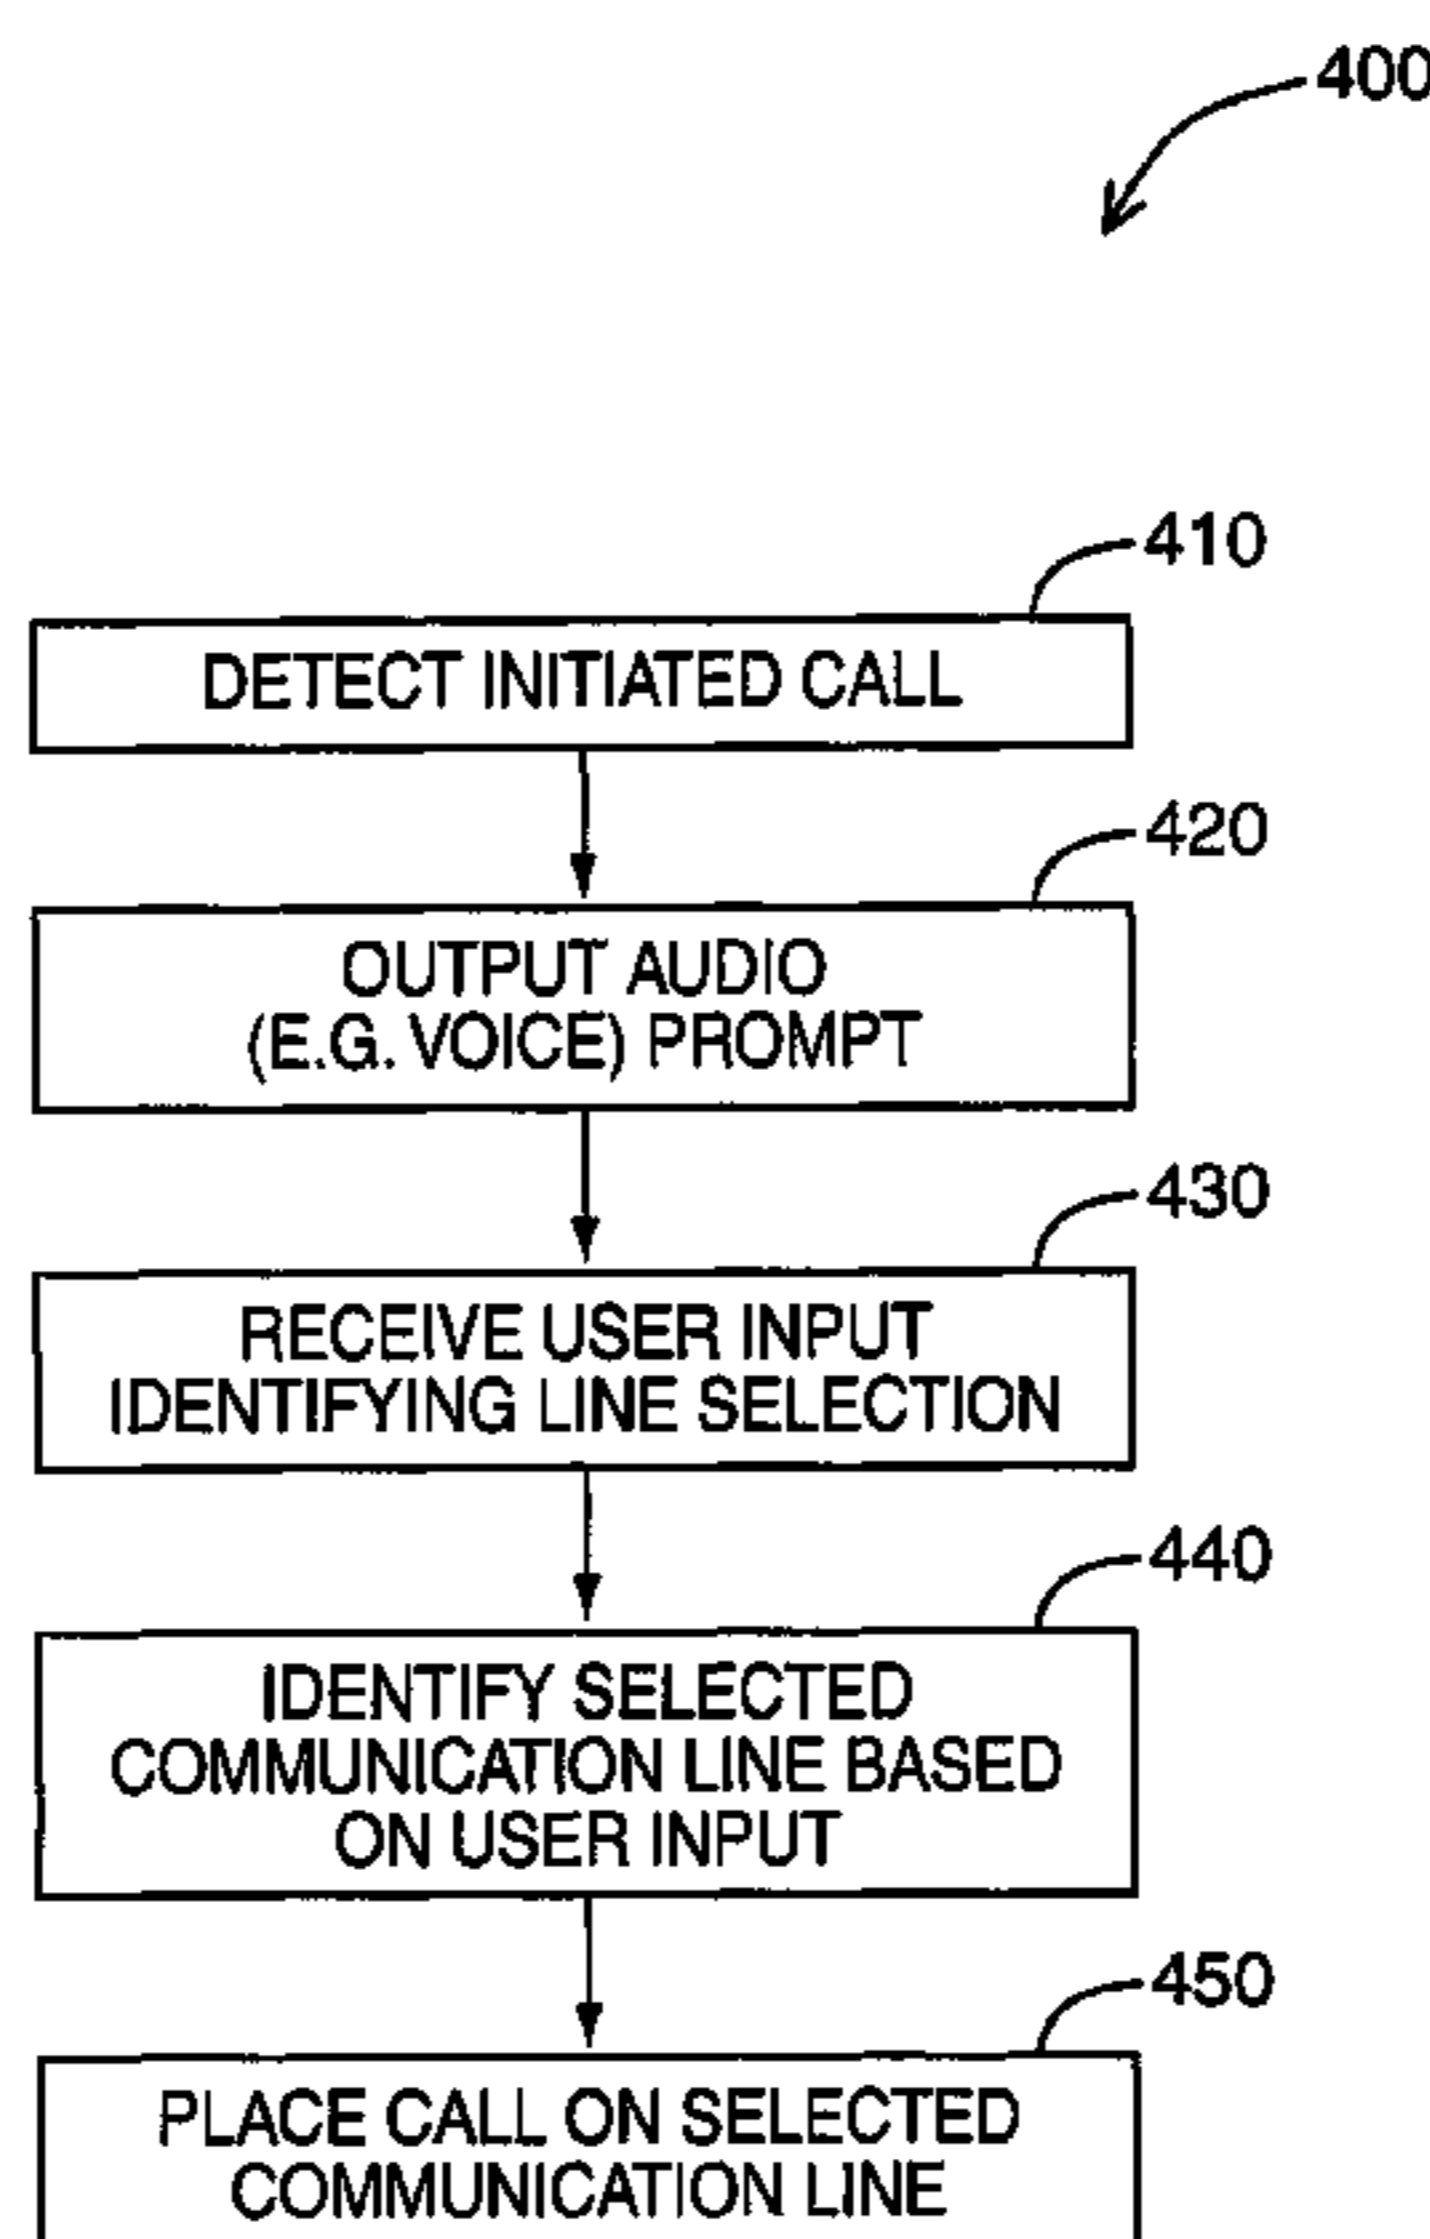 400
410
DETECT INITIATED CALL
420
OUTPUT AUDIO
(E.G. VOICE) PROMPT
430
RECEIVE USER INPUT
IDENTIFYING LINE SELECTION
440
IDENTIFY SELECTED
COMMUNICATION LINE BASED
ON USER INPUT
450
PLACE CALL ON SELECTED
COMMUNICATION LINE